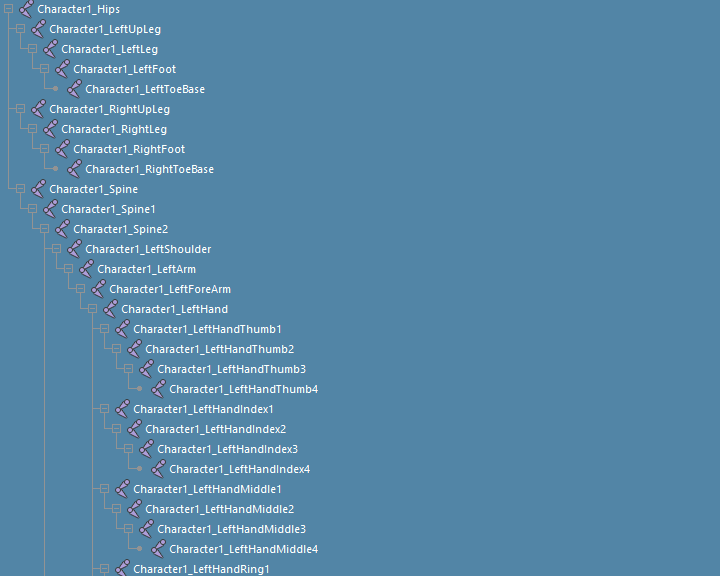 Character1_Hips
Character1_LeftUpLeg
Character1_LeftLeg
Character1_LeftFoot
Character1_LeftToeBase
Character1_RightUpLeg
Character1_RightLeg
Character1_RightFoot
Character1_RightToeBase
Character1_Spine
Character1_Spine1
Character1_Spine2
Character1_LeftShoulder
Character1_LeftArm
Character1_LeftForeArm
Character1_LeftHand
Character1_LeftHandThumb1
Character1_LeftHandThumb2
Character1_LeftHandThumb3
Character1_LeftHandThumb4
Character1_LeftHandIndex1
Character1_LeftHandIndex2
Character1_LeftHandIndex3
Character1_LeftHandIndex4
Character1_LeftHandMiddle1
Character1_LeftHandMiddle2
Character1_LeftHandMiddle3
Character1_LeftHandMiddle4
Character1_LeftHandRing1